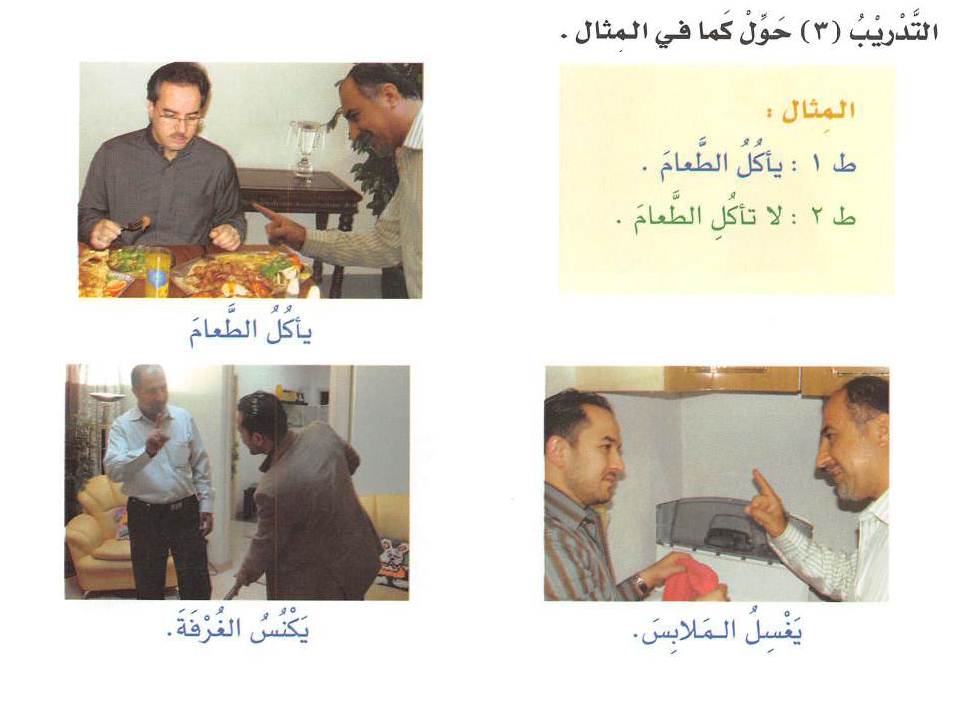 التَّدْرِيْبُ (٣) حَوِّلْ كَما في المِثال .
المِثال :
ط ١ : يأكُلُ الطَّعامَ .
ط ٢ : لا تأكُلِ الطَّعامَ .
يأكُلُ الطَّعامَ
يَغْسِلُ المَلابِسَ.
يَكْنُسُ الغُرْفَةَ.